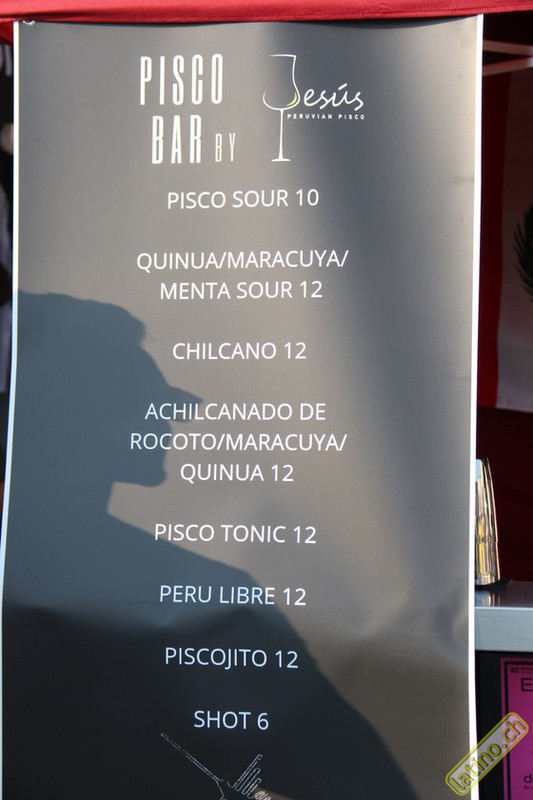 PISCO
BAR BY
Jesús
PERUVIAN PISCO
PISCO SOUR 10
QUINUA/MARACUYA/
MENTA SOUR 12
CHILCANO 12
ACHILCANADO DE
ROCOTO/MARACUYA/
QUINUA 12
PISCO TONIC 12
PERU LIBRE 12
PISCOJITO 12
SHOT 6
latino.ch